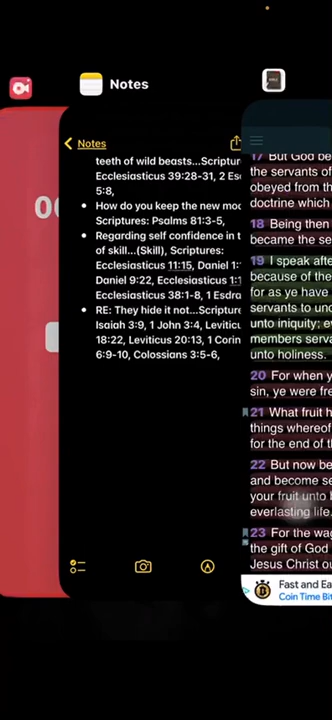 Notes
Notes
teeth of wild beasts...Scriptur
Ecclesiasticus 39:28-31, 2 Es
5:8,
• How do you keep the new moo
Scriptures: Psalms 81:3-5,
• Regarding self confidence in t
of skill...(Skill), Scriptures:
Ecclesiasticus 11:15, Daniel 1:
Daniel 9:22, Ecclesiasticus 1:1
Ecclesiasticus 38:1-8, 1 Esdra
• RE: They hide it not...Scriptur
Isaiah 3:9, 1 John 3:4, Leviticu
18:22, Leviticus 20:13, 1 Corin
6:9-10, Colossians 3:5-6,
17 But God be
the servants of
obeyed from th
doctrine which
18 Being then
became the se
19 I speak afte
because of the
for as ye have
servants to unc
unto iniquity; ev
members serva
unto holiness.
20 For when y
sin, ye were fre
21 What fruit h
things whereof
for the end of t
22 But now be
and become se
your fruit unto
everlasting life.
23 For the wag
the gift of God
Jesus Christ ou
Fast and Ea
Coin Time Bit